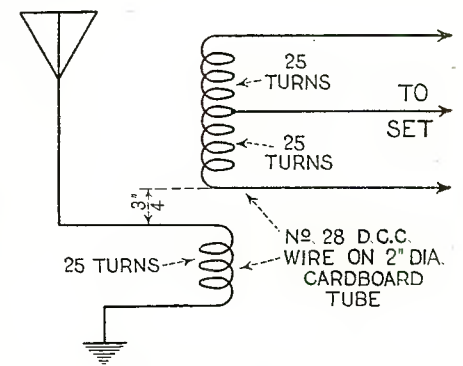 25
TURNS
TO
SET
25
TURNS
3"
4
25 TURNS
No. 28 D.C.C.
WIRE ON 2" DIA.
CARDBOARD
TUBE